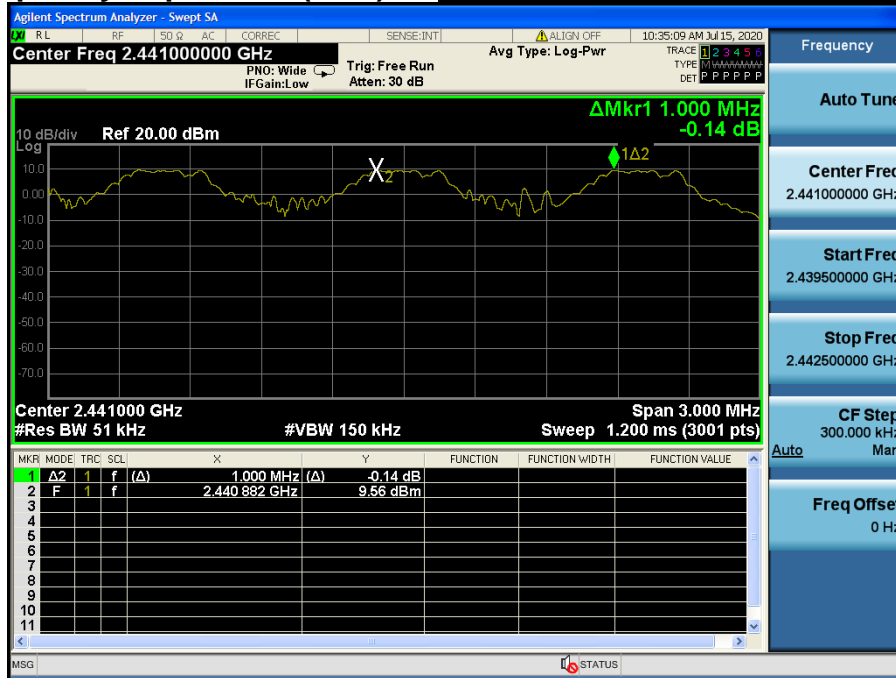 Agilent Spectrum Analyzer - Swept SA
LXI RL RF 50 Ω AC CORREC SENSE:INT ALIGN OFF 10:35:09 AM Jul 15, 2020
Center Freq 2.441000000 GHz
PNO: Wide
IFGain:Low
Trig: Free Run
Atten: 30 dB
Avg Type: Log-Pwr
TRACE 1 2 3 4 5 6
TYPE M WWWWW
DET P P P P P P
ΔMkr1 1.000 MHz
-0.14 dB
10 dB/div Ref 20.00 dBm
Log
10.0
0.00
-10.0
-20.0
-30.0
-40.0
-50.0
-60.0
-70.0
X2
1Δ2
Center 2.441000 GHz Span 3.000 MHz
#Res BW 51 kHz #VBW 150 kHz Sweep 1.200 ms (3001 pts)
MKR MODE TRC SCL X Y FUNCTION FUNCTION WIDTH FUNCTION VALUE
1 Δ2 1 f (Δ) 1.000 MHz (Δ) -0.14 dB
2 F 1 f 2.440 882 GHz 9.56 dBm
3
4
5
6
7
8
9
10
11
MSG STATUS
Frequency
Auto Tune
Center Freq
2.441000000 GHz
Start Freq
2.439500000 GHz
Stop Freq
2.442500000 GHz
CF Step
300.000 kHz
Auto Man
Freq Offset
0 Hz